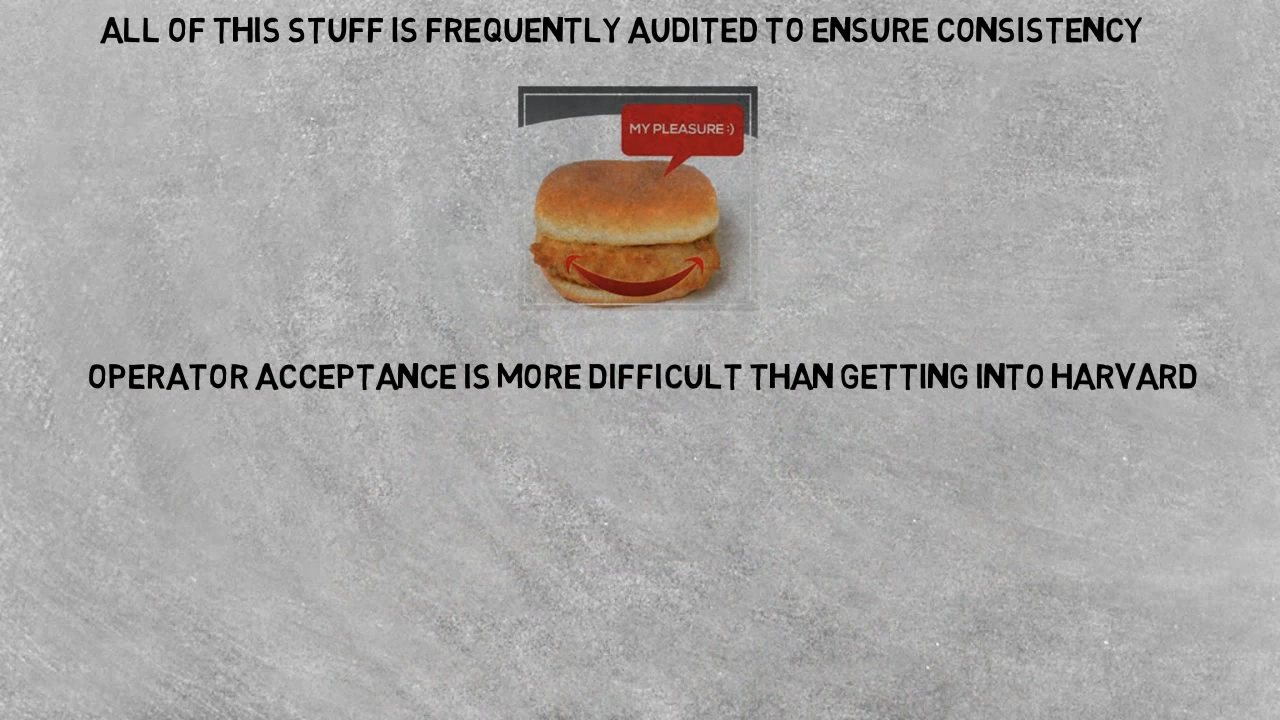 ALL OF THIS STUFF IS FREQUENTLY AUDITED TO ENSURE CONSISTENCY
MY PLEASURE :)
OPERATOR ACCEPTANCE IS MORE DIFFICULT THAN GETTING INTO HARVARD